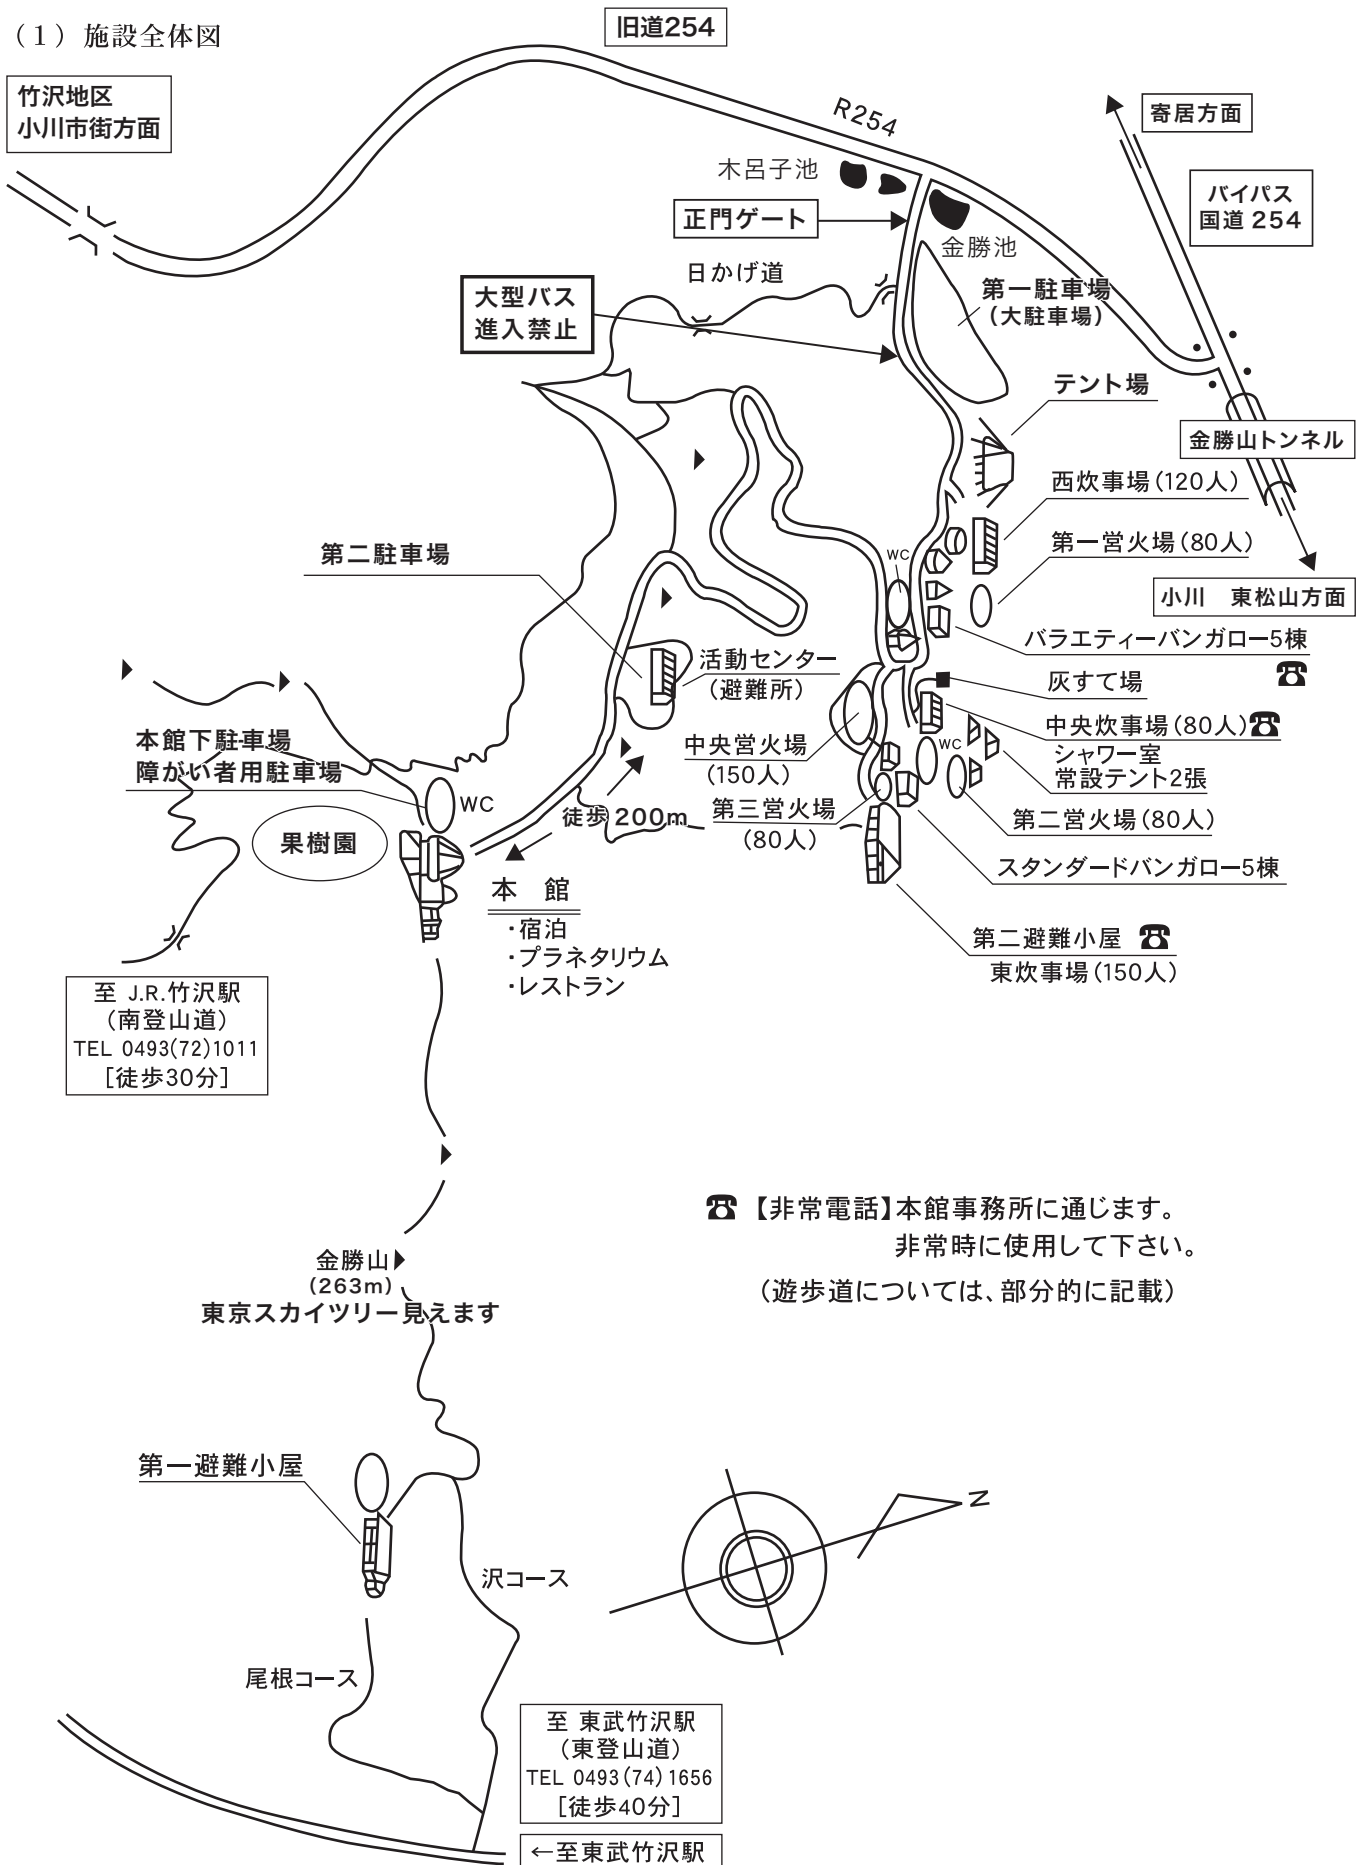 （１）施設全体図
旧道254
竹沢地区
小川市街方面
R254
寄居方面
木呂子池
バイパス
国道 254
正門ゲート
金勝池
日かげ道
大型バス
進入禁止
第一駐車場
（大駐車場）
テント場
金勝山トンネル
西炊事場（120人）
第一営火場（80人）
WC
第二駐車場
小川　東松山方面
バラエティーバンガロー5棟
活動センター
（避難所）
灰すて場
本館下駐車場
障がい者用駐車場
中央営火場
（150人）
中央炊事場（80人）☎
シャワー室
常設テント2張
WC
WC
徒歩 200m
第三営火場
（80人）
第二営火場（80人）
果樹園
スタンダードバンガロー5棟
本　館
・宿泊
・プラネタリウム
・レストラン
第二避難小屋 ☎
東炊事場（150人）
至 J.R.竹沢駅
（南登山道）
TEL 0493(72)1011
［徒歩30分］
☎【非常電話】本館事務所に通じます。
非常時に使用して下さい。
（遊歩道については、部分的に記載）
金勝山
（263m）
東京スカイツリー見えます
第一避難小屋
N
沢コース
尾根コース
至 東武竹沢駅
（東登山道）
TEL 0493（74）1656
［徒歩40分］
←至東武竹沢駅